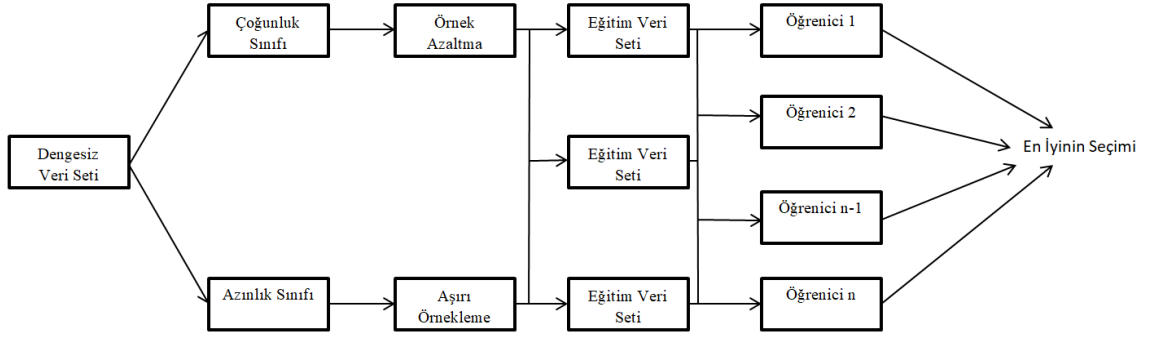 Dengesiz
Veri Seti
Çoğunluk
Sınıfı
Azınlık Sınıfı
Örnek
Azaltma
Aşırı
Örnekleme
Eğitim Veri
Seti
Eğitim Veri
Seti
Eğitim Veri
Seti
Öğrenici 1
Öğrenici 2
Öğrenici n-1
Öğrenici n
En İyinin Seçimi